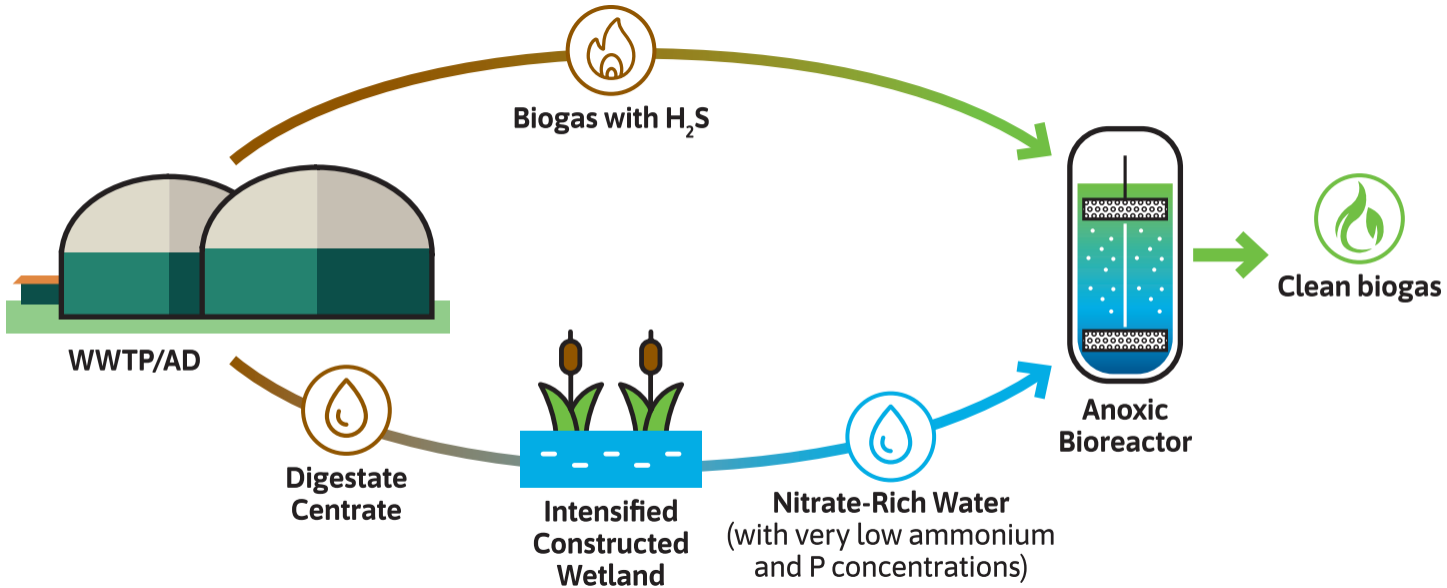 Biogas with H₂S
WWTP/AD
Digestate
Centrate
Intensified
Constructed
Wetland
Nitrate-Rich Water
(with very low ammonium
and P concentrations)
Anoxic
Bioreactor
Clean biogas